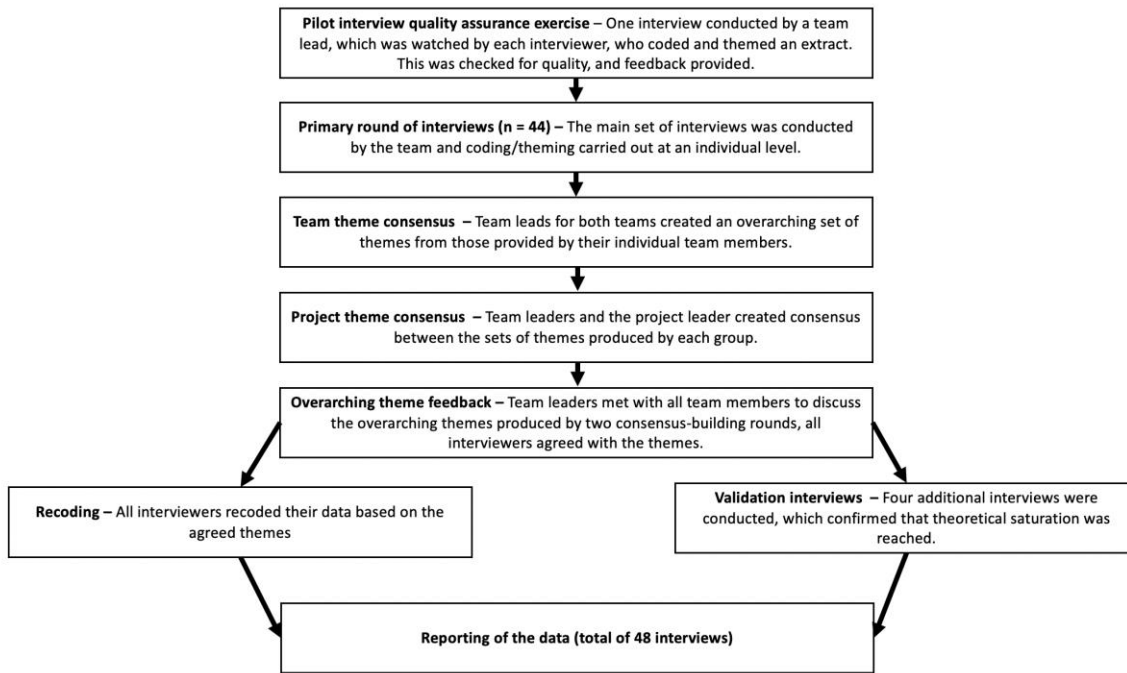 Pilot interview quality assurance exercise – One interview conducted by a team
lead, which was watched by each interviewer, who coded and themed an extract.
This was checked for quality, and feedback provided.
Primary round of interviews (n = 44) – The main set of interviews was conducted
by the team and coding/theming carried out at an individual level.
Team theme consensus – Team leads for both teams created an overarching set of
themes from those provided by their individual team members.
Project theme consensus – Team leaders and the project leader created consensus
between the sets of themes produced by each group.
Overarching theme feedback – Team leaders met with all team members to discuss
the overarching themes produced by two consensus-building rounds, all
interviewers agreed with the themes.
Recoding – All interviewers recoded their data based on the
agreed themes
Validation interviews – Four additional interviews were
conducted, which confirmed that theoretical saturation was
reached.
Reporting of the data (total of 48 interviews)